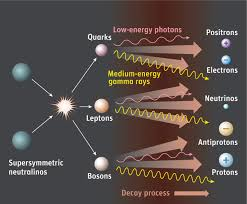 Low-energy photons
Quarks
Positrons
Electrons
Medium-energy
gamma rays
Neutrinos
Leptons
Antiprotons
Supersymmetric
neutralinos
Bosons
Protons
Decay process